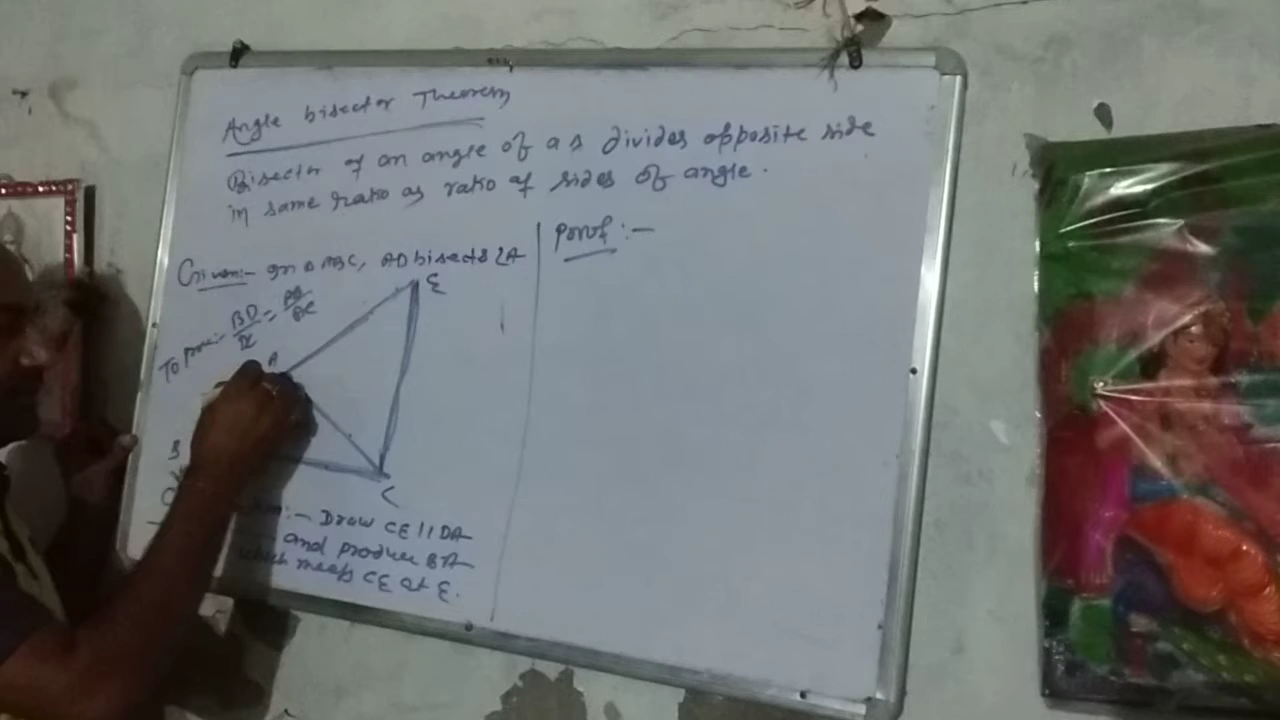 Angle bisector Theorem
Bisector of an angle of a Δ divides opposite side
in same ratio as ratio of sides of angle.
Given:- In Δ ABC, AD bisects ∠A
To prove:- BD/DC = AB/AC
E
A
B
C
:- Draw CE || DA
and produce BA
which meets CE at E.
Proof :-